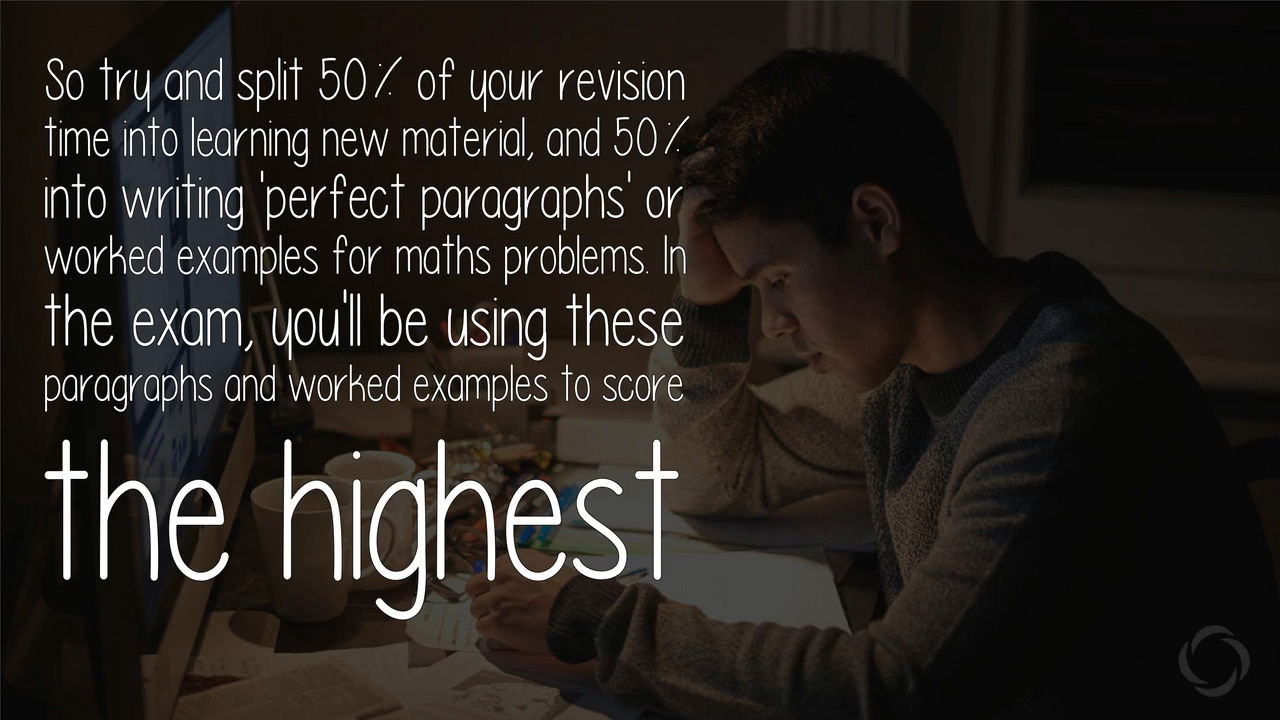 So try and split 50% of your revision
time into learning new material, and 50%
into writing 'perfect paragraphs' or
worked examples for maths problems. In
the exam, you'll be using these
paragraphs and worked examples to score
the highest